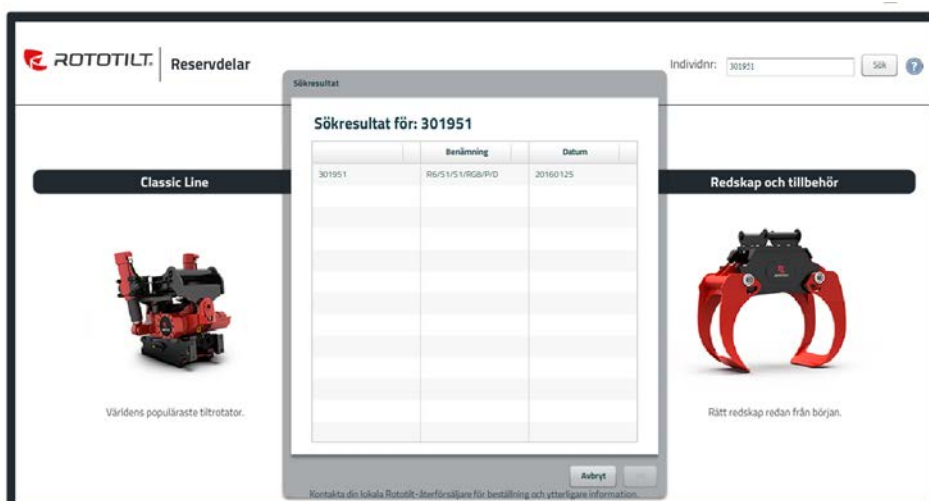 ROTOTILT.
Reservdelar
Individnr: 301951 Sök ?
Sökresultat
Sökresultat för: 301951
Benämning Datum
301951 R6/S1/S1/RG8/P/D 20160125
Classic Line
Redskap och tillbehör
ROTOTILT
Världens populäraste tiltrotator.
Rätt redskap redan från början.
Avbryt
Kontakta din lokala Rototilt-återförsäljare för beställning och ytterligare information.